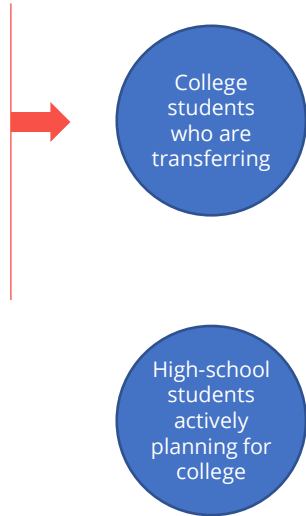 College
students
who are
transferring
High-school
students
actively
planning for
college